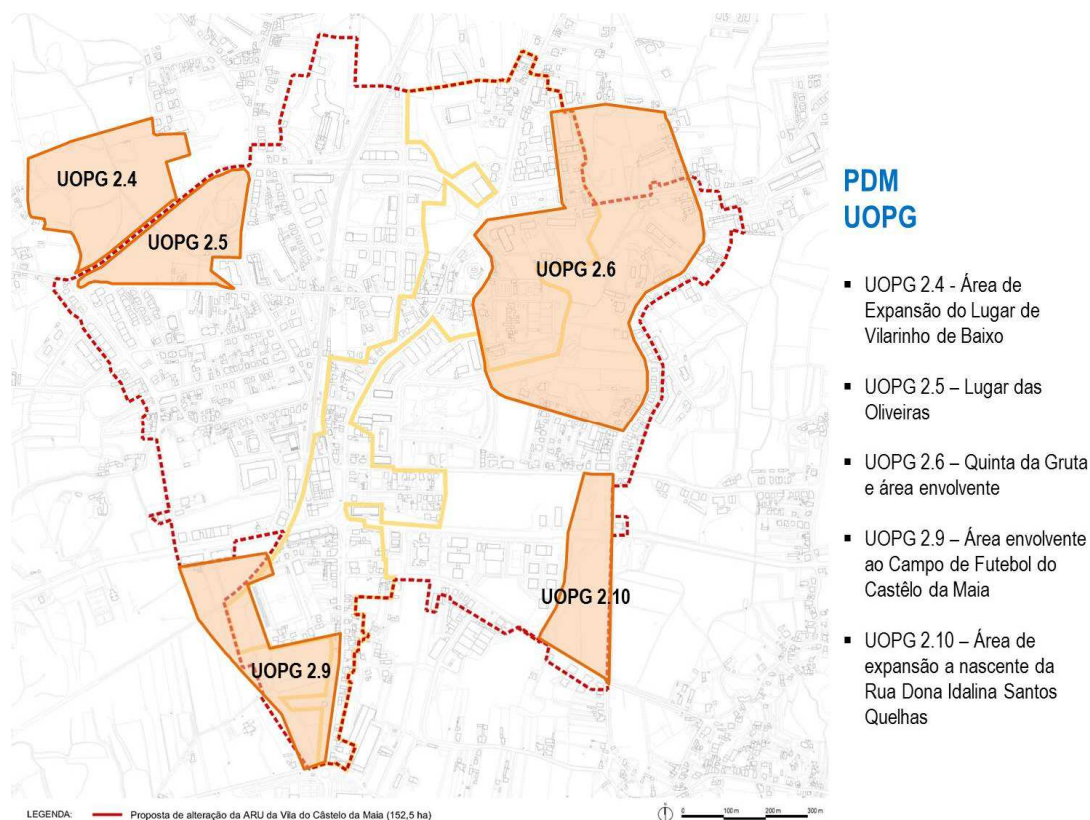 UOPG 2.4
UOPG 2.5
UOPG 2.6
UOPG 2.9
UOPG 2.10
PDM
UOPG
▪ UOPG 2.4 - Área de
Expansão do Lugar de
Vilarinho de Baixo
▪ UOPG 2.5 – Lugar das
Oliveiras
▪ UOPG 2.6 – Quinta da Gruta
e área envolvente
▪ UOPG 2.9 – Área envolvente
ao Campo de Futebol do
Castêlo da Maia
▪ UOPG 2.10 – Área de
expansão a nascente da
Rua Dona Idalina Santos
Quelhas
LEGENDA: Proposta de alteração da ARU da Vila do Câstelo da Maia (152,5 ha)
0 100 m 200 m 300 m